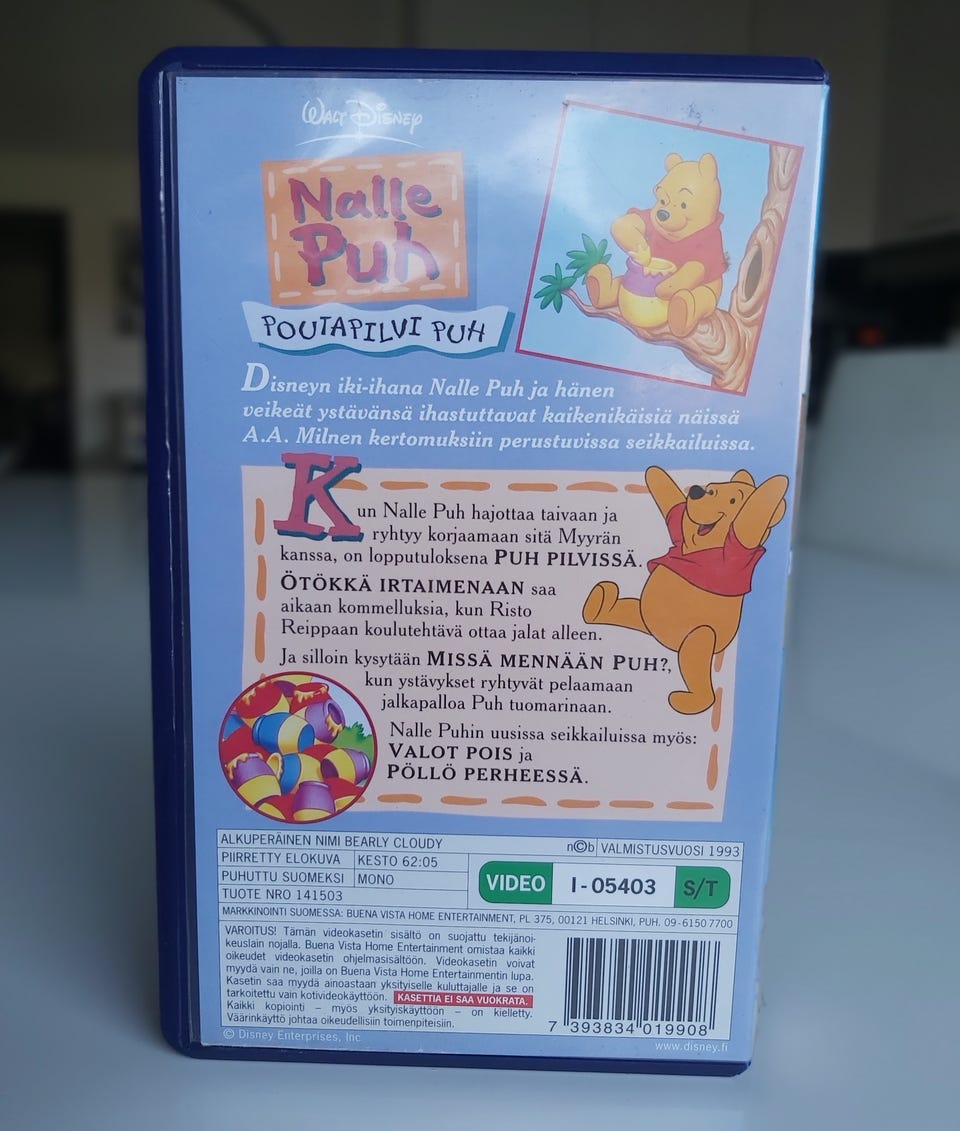 Walt Disney
Nalle
Puh
POUTAPILVI PUH
Disneyn iki-ihana Nalle Puh ja hänen
veikeät ystävänsä ihastuttavat kaikenikäisiä näissä
A.A. Milnen kertomuksiin perustuvissa seikkailuissa.
Kun Nalle Puh hajottaa taivaan ja
ryhtyy korjaamaan sitä Myyrän
kanssa, on lopputuloksena PUH PILVISSÄ.
ÖTÖKKÄ IRTAIMENAAN saa
aikaan kommelluksia, kun Risto
Reippaan koulutehtävä ottaa jalat alleen.
Ja silloin kysytään MISSÄ MENNÄÄN PUH?,
kun ystävykset ryhtyvät pelaamaan
jalkapalloa Puh tuomarinaan.
Nalle Puhin uusissa seikkailuissa myös:
VALOT POIS ja
PÖLLÖ PERHEESSÄ.
ALKUPERÄINEN NIMI BEARLY CLOUDY n©b VALMISTUSVUOSI 1993
PIIRRETTY ELOKUVA KESTO 62:05
PUHUTTU SUOMEKSI MONO
TUOTE NRO 141503
VIDEO I-05403 S/T
MARKKINOINTI SUOMESSA: BUENA VISTA HOME ENTERTAINMENT, PL 375, 00121 HELSINKI, PUH. 09-6150 7700
VAROITUS! Tämän videokasetin sisältö on suojattu tekijänoi-
keuslain nojalla. Buena Vista Home Entertainment omistaa kaikki
oikeudet videokasetin ohjelmasisältöön. Videokasetin voivat
myydä vain ne, joilla on Buena Vista Home Entertainmentin lupa.
Kasetin saa myydä ainoastaan yksityiselle kuluttajalle ja se on
tarkoitettu vain kotivideokäyttöön. KASETTIA EI SAA VUOKRATA.
Kaikki kopiointi – myös yksityiskäyttöön – on kielletty.
Väärinkäyttö johtaa oikeudellisiin toimenpiteisiin.
7 393834 019908
© Disney Enterprises, Inc
www.disney.fi